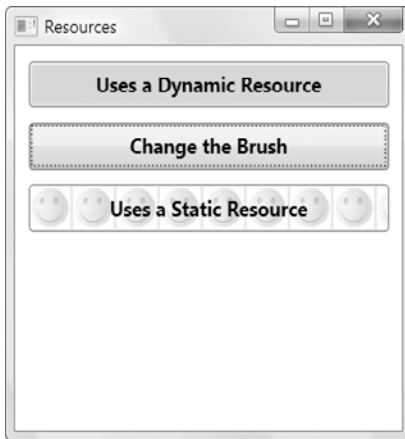 Resources
Uses a Dynamic Resource
Change the Brush
Uses a Static Resource